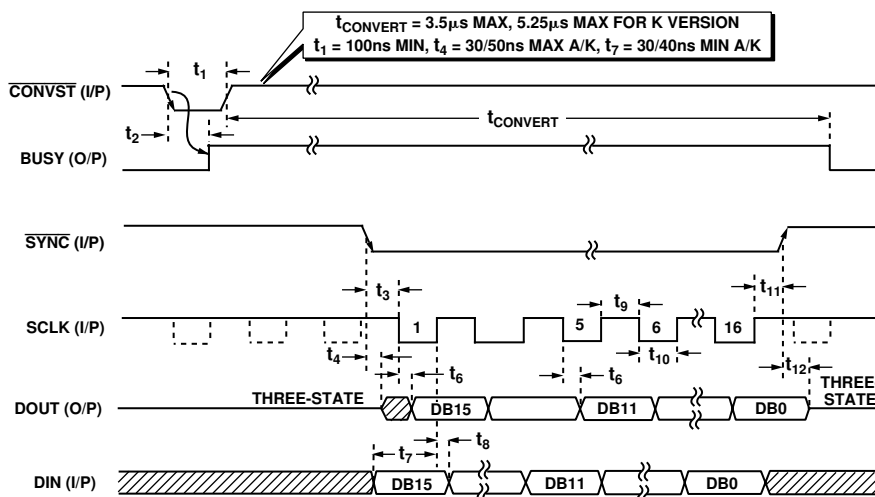 tCONVERT = 3.5µs MAX, 5.25µs MAX FOR K VERSION
t1 = 100ns MIN, t4 = 30/50ns MAX A/K, t7 = 30/40ns MIN A/K
t1
CONVST (I/P)
t2
tCONVERT
BUSY (O/P)
SYNC (I/P)
t3
t9
t11
SCLK (I/P)
1
5
6
16
t4
t6
t10
t6
t12
THREE-STATE
THREE-
STATE
DOUT (O/P)
DB15
DB11
DB0
t7
t8
DIN (I/P)
DB15
DB11
DB0